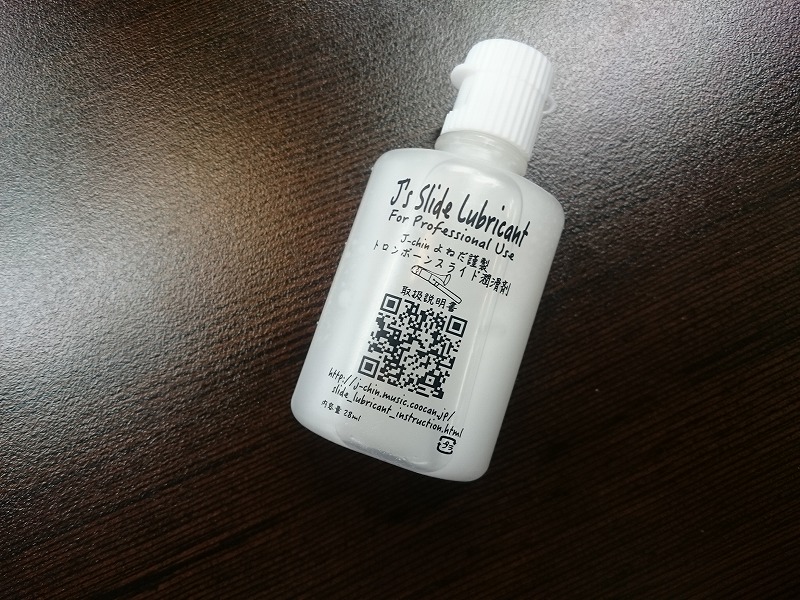 J's Slide Lubricant
For Professional Use
J-chin よねだ謹製
トロンボーンスライド潤滑剤
取扱説明書
http://j-chin.music.coocan.jp/
slide_lubricant_instruction.html
内容量 28ml
プラ